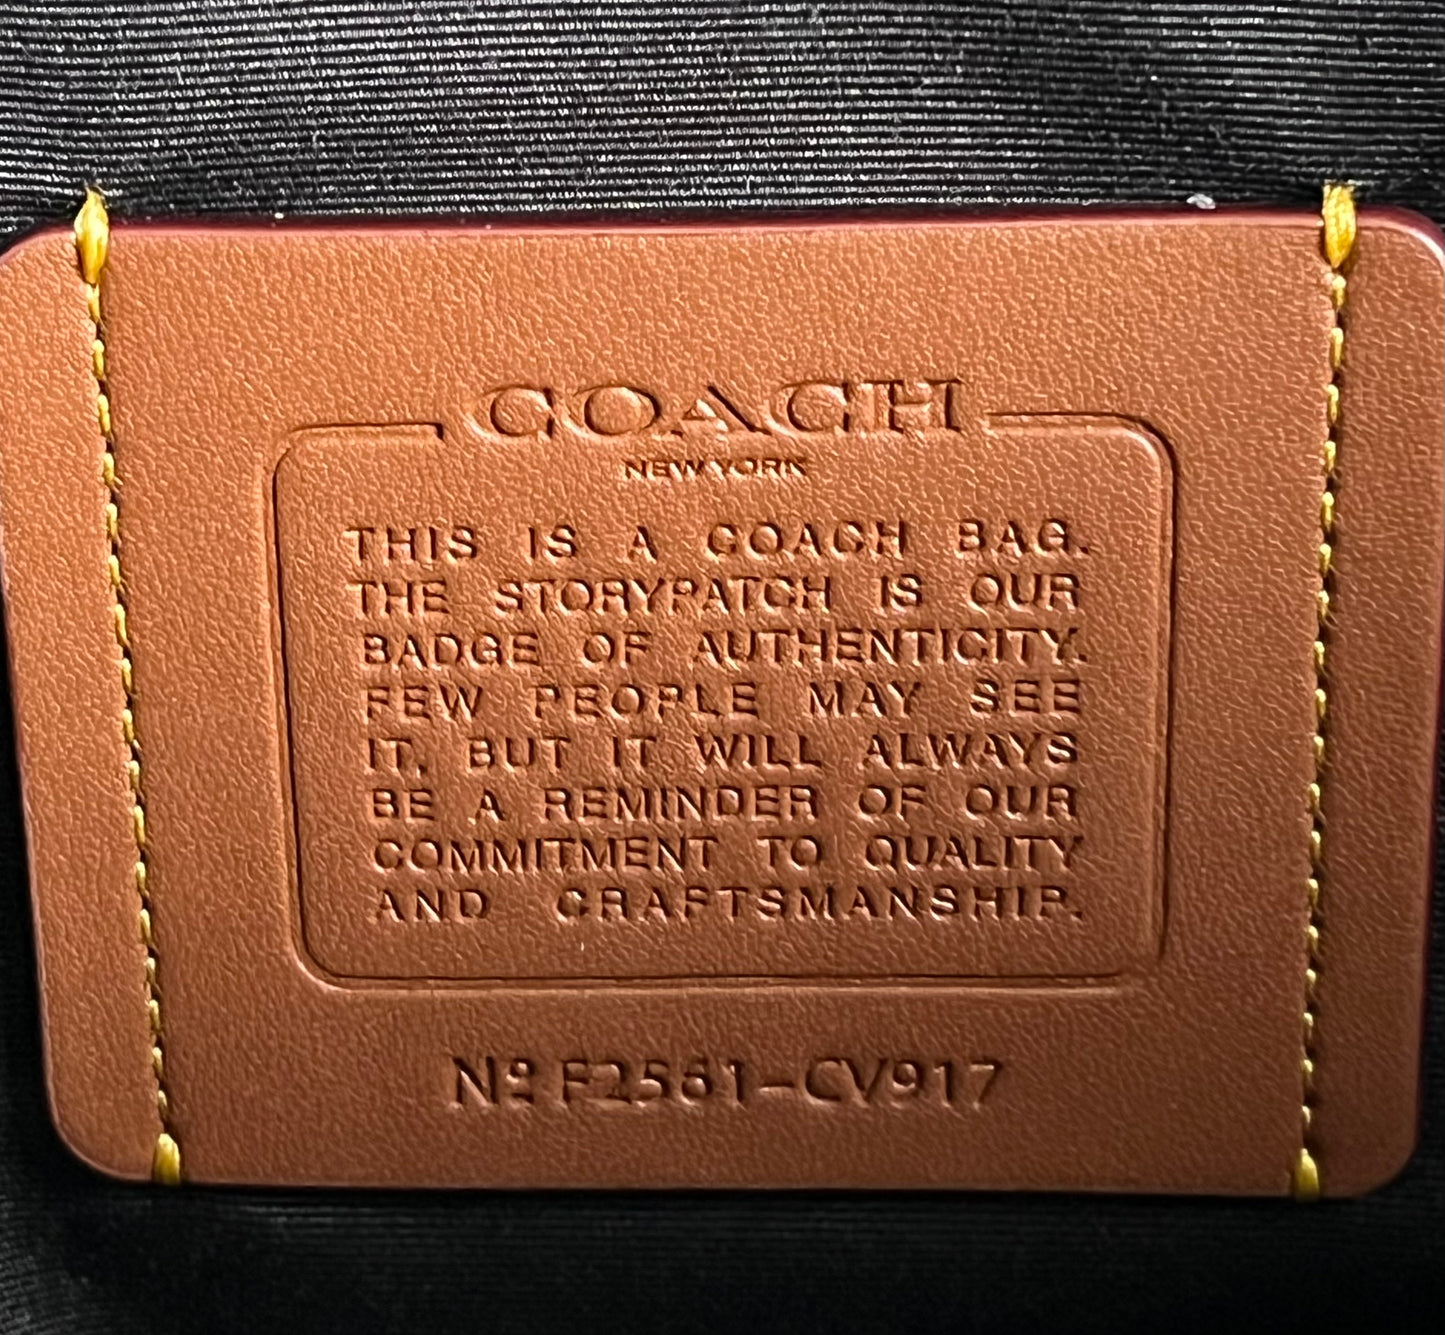 COACH
NEW YORK
THIS IS A COACH BAG.
THE STORYPATCH IS OUR
BADGE OF AUTHENTICITY.
FEW PEOPLE MAY SEE
IT, BUT IT WILL ALWAYS
BE A REMINDER OF OUR
COMMITMENT TO QUALITY
AND CRAFTSMANSHIP.
Nº F2561-CV917